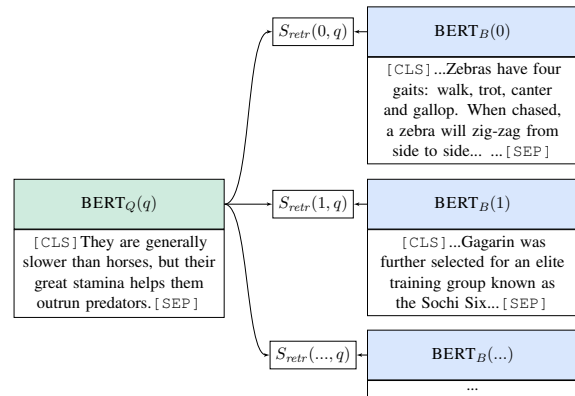 S_retr(0, q)
BERT_B(0)
[CLS]...Zebras have four
gaits: walk, trot, canter
and gallop. When chased,
a zebra will zig-zag from
side to side... ...[SEP]
BERT_Q(q)
[CLS]They are generally
slower than horses, but their
great stamina helps them
outrun predators.[SEP]
S_retr(1, q)
BERT_B(1)
[CLS]...Gagarin was
further selected for an elite
training group known as
the Sochi Six...[SEP]
S_retr(..., q)
BERT_B(...)
...